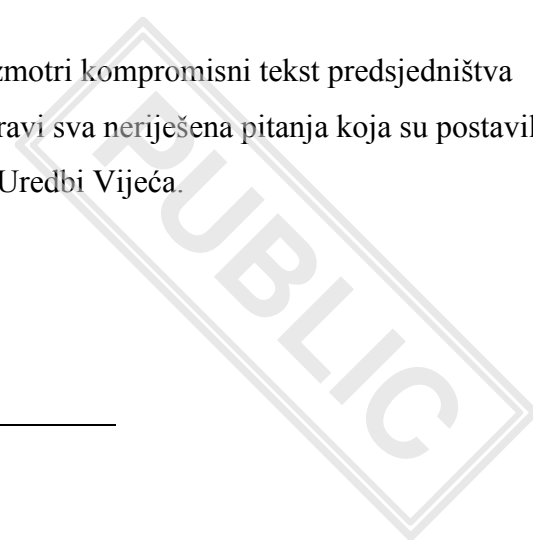 zmotri kompromisni tekst predsjedništva
ravi sva neriješena pitanja koja su postavil
Uredbi Vijeća.
PUBLIC